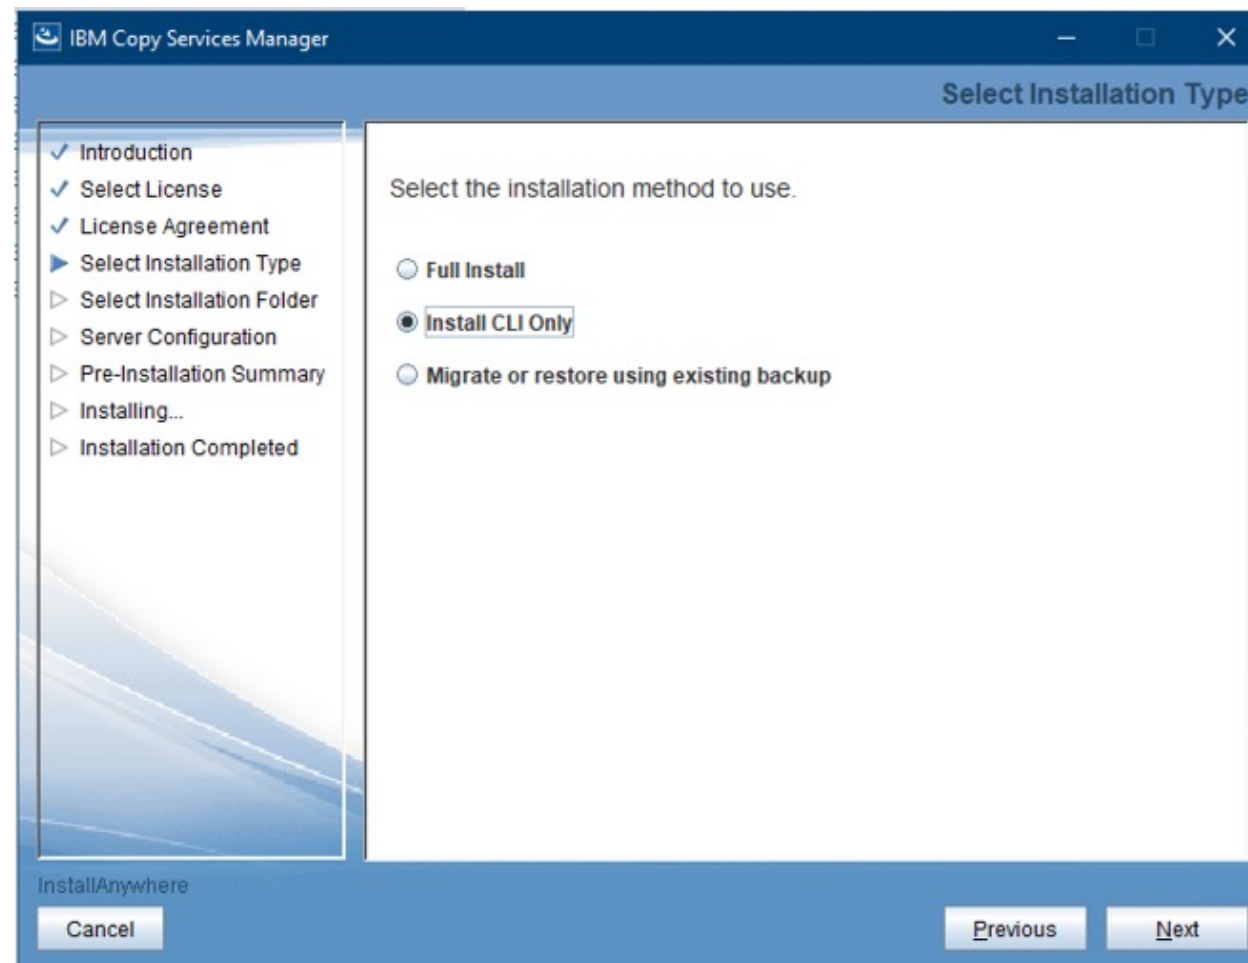 IBM Copy Services Manager
Select Installation Type
Introduction
Select License
License Agreement
Select Installation Type
Select Installation Folder
Server Configuration
Pre-Installation Summary
Installing...
Installation Completed
Select the installation method to use.
Full Install
Install CLI Only
Migrate or restore using existing backup
InstallAnywhere
Cancel
Previous
Next